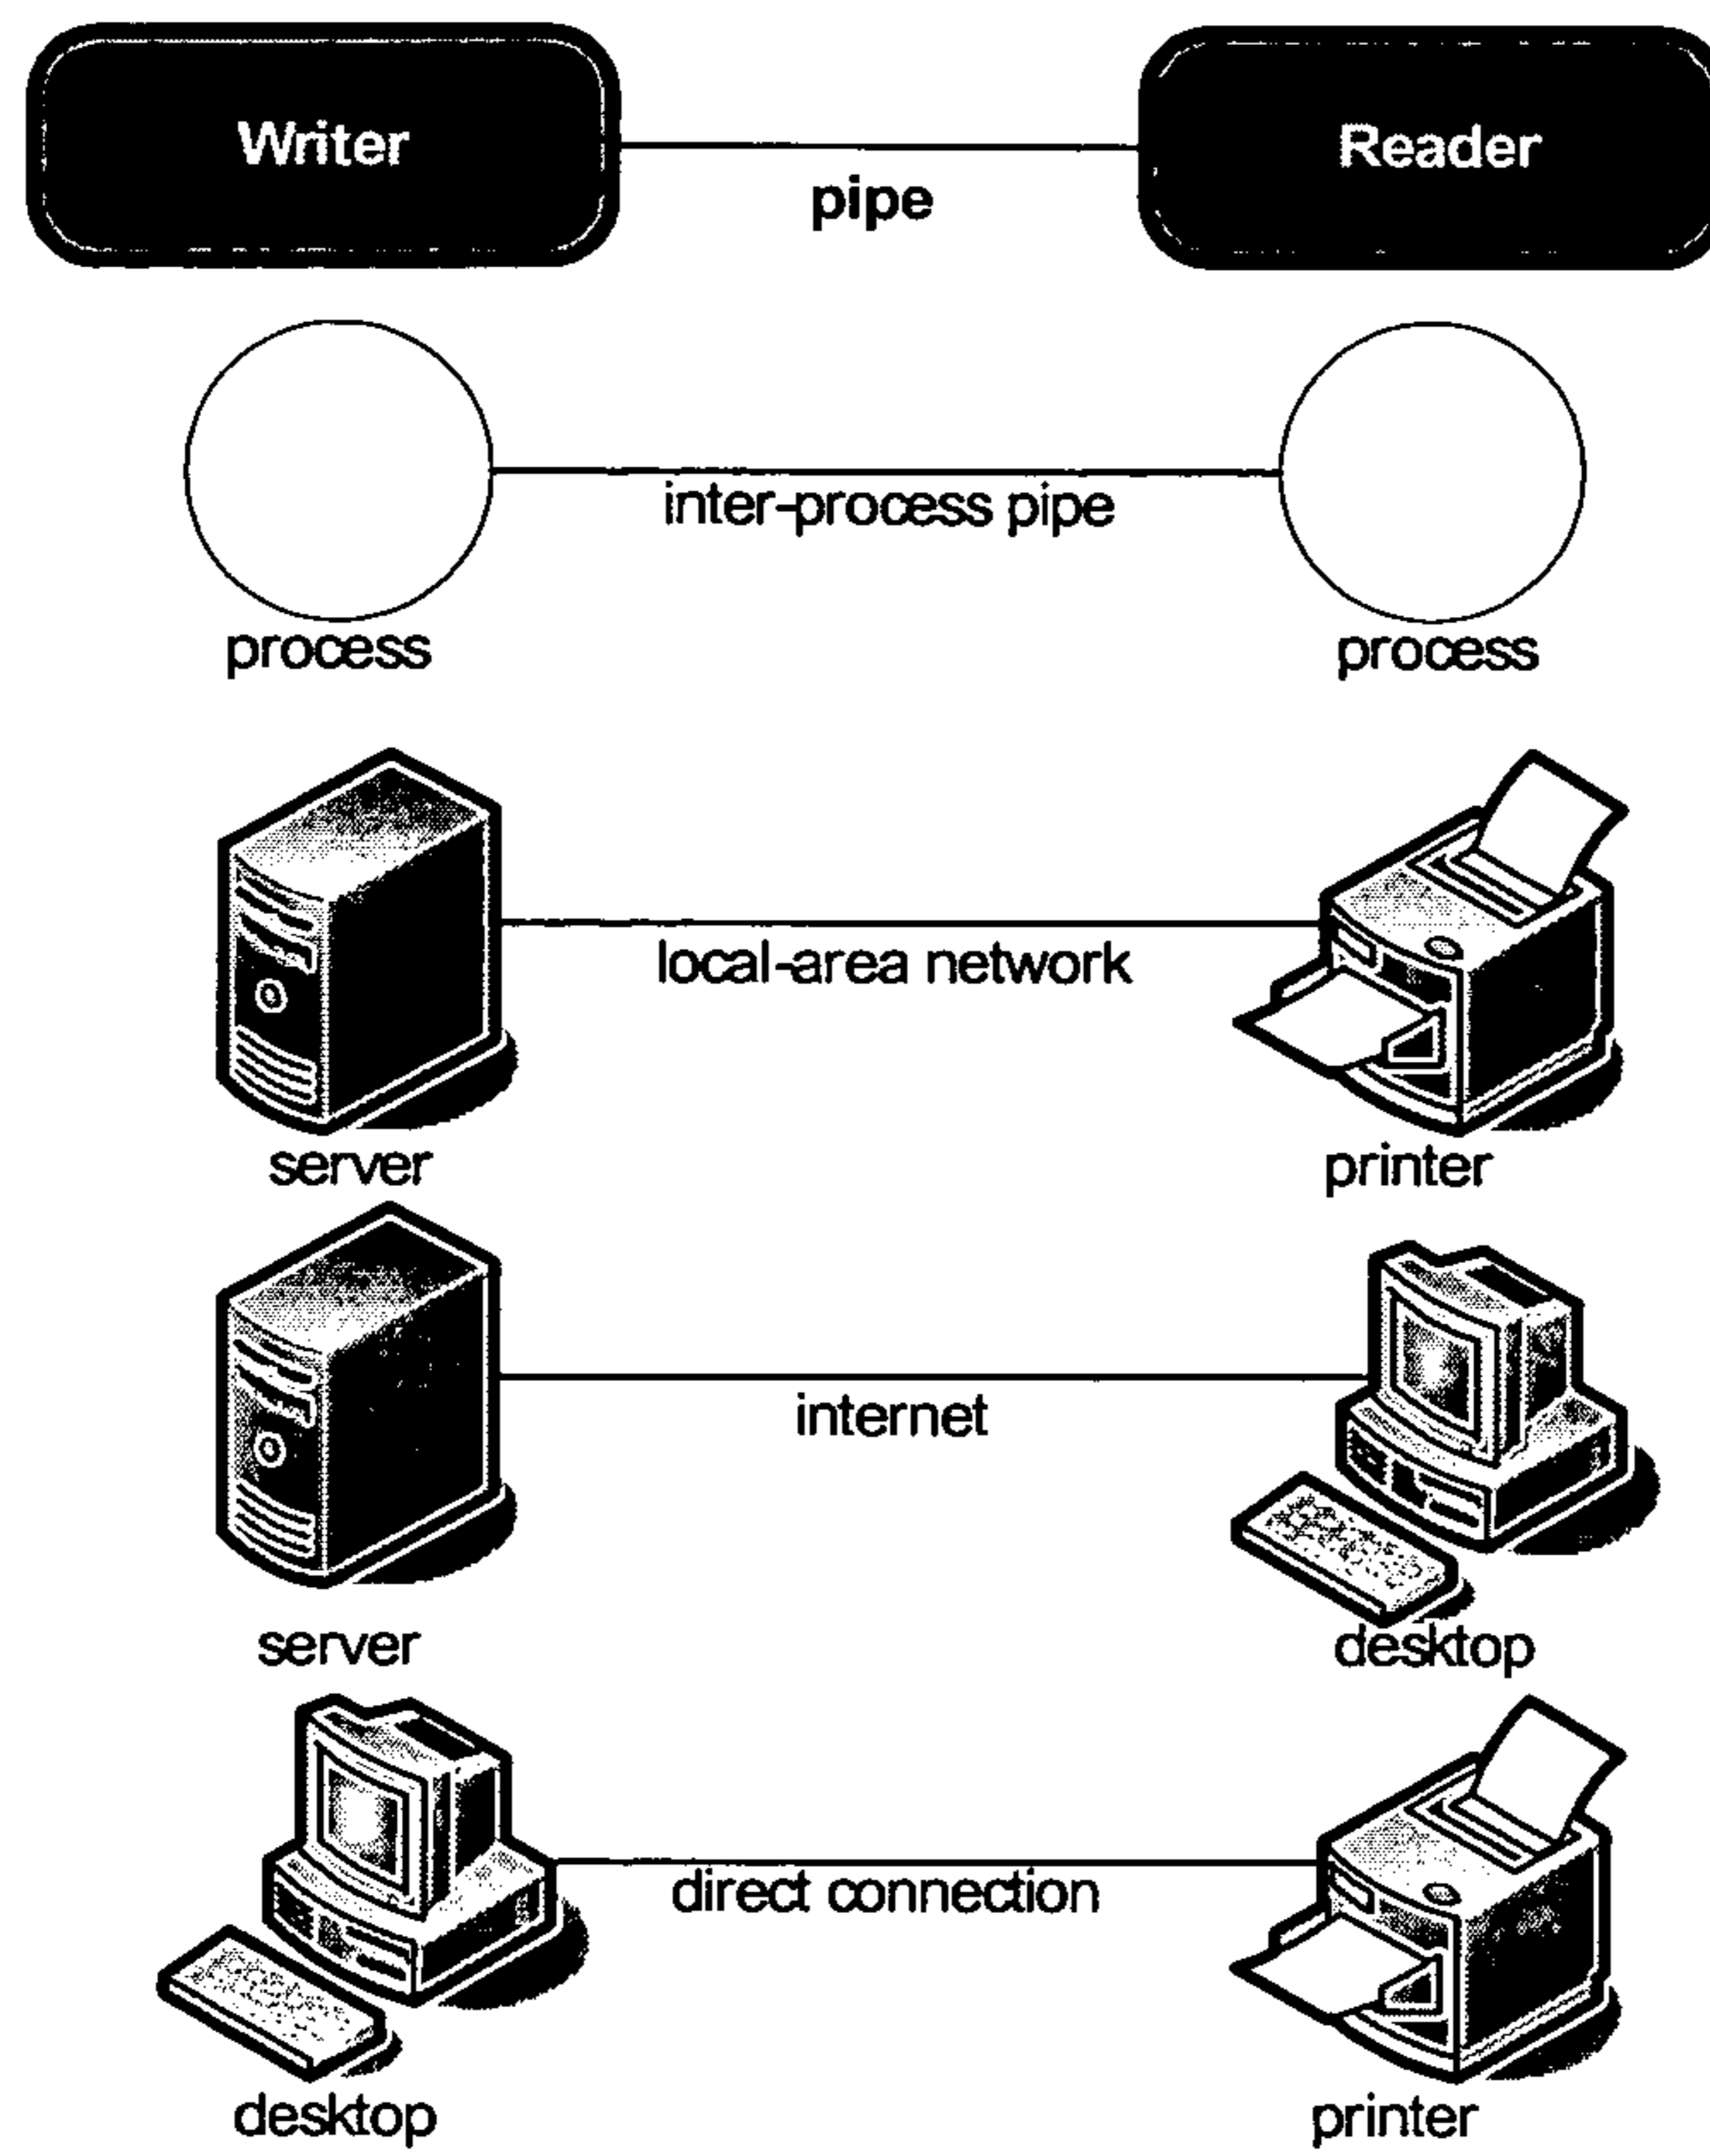 Writer
Reader
pipe
inter-process pipe
process
process
local-area network
server
printer
internet
server
desktop
direct connection
desktop
printer